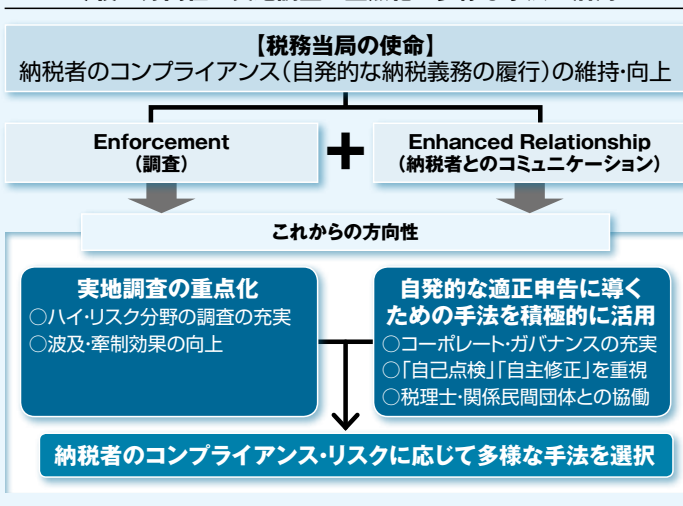 【税務当局の使命】
納税者のコンプライアンス(自発的な納税義務の履行)の維持・向上
Enforcement
(調査)
+
Enhanced Relationship
(納税者とのコミュニケーション)
これからの方向性
実地調査の重点化
○ハイ・リスク分野の調査の充実
○波及・牽制効果の向上
自発的な適正申告に導く
ための手法を積極的に活用
○コーポレート・ガバナンスの充実
○「自己点検」「自主修正」を重視
○税理士・関係民間団体との協働
納税者のコンプライアンス・リスクに応じて多様な手法を選択